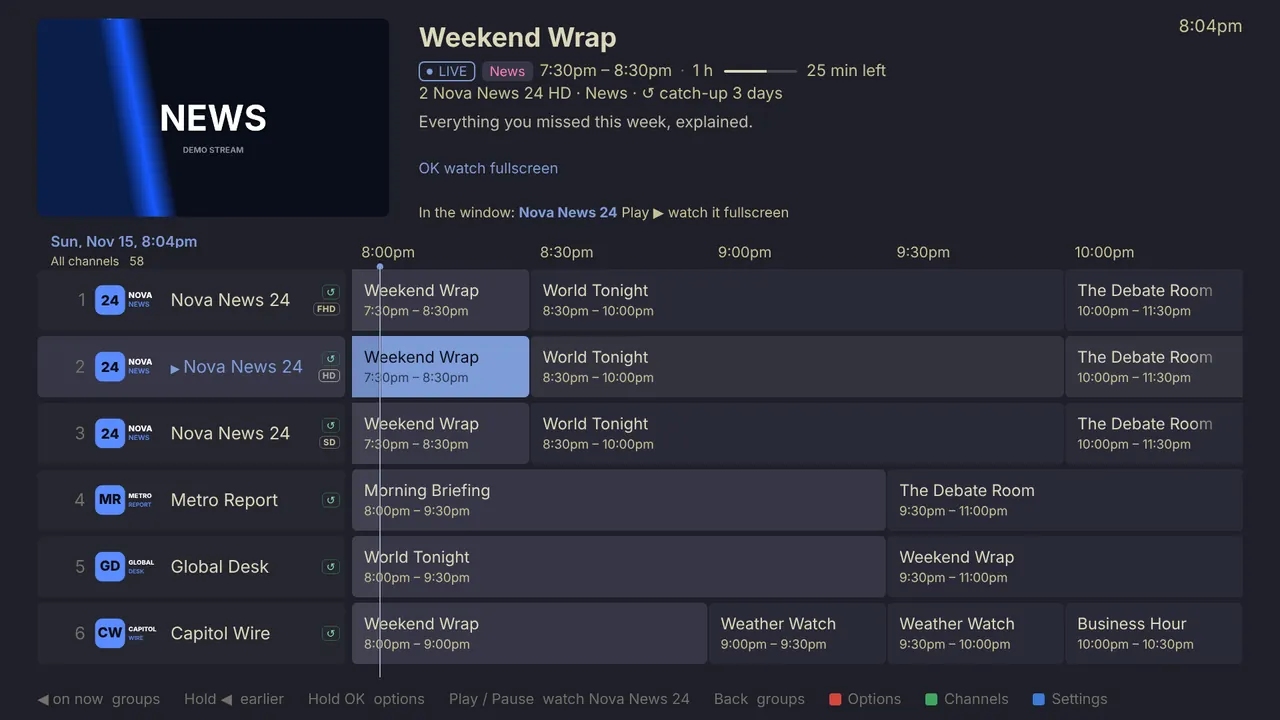 NEWS
DEMO STREAM
Weekend Wrap
8:04pm
LIVE News 7:30pm – 8:30pm · 1 h 25 min left
2 Nova News 24 HD · News · ↺ catch-up 3 days
Everything you missed this week, explained.
OK watch fullscreen
In the window: Nova News 24 Play ▶ watch it fullscreen
Sun, Nov 15, 8:04pm
All channels 58
8:00pm 8:30pm 9:00pm 9:30pm 10:00pm
1 24 NOVA NEWS Nova News 24 ↺ FHD
Weekend Wrap
7:30pm – 8:30pm
World Tonight
8:30pm – 10:00pm
The Debate Room
10:00pm – 11:30pm
2 24 NOVA NEWS ▶ Nova News 24 ↺ HD
Weekend Wrap
7:30pm – 8:30pm
World Tonight
8:30pm – 10:00pm
The Debate Room
10:00pm – 11:30pm
3 24 NOVA NEWS Nova News 24 ↺ SD
Weekend Wrap
7:30pm – 8:30pm
World Tonight
8:30pm – 10:00pm
The Debate Room
10:00pm – 11:30pm
4 MR METRO REPORT Metro Report ↺
Morning Briefing
8:00pm – 9:30pm
The Debate Room
9:30pm – 11:00pm
5 GD GLOBAL DESK Global Desk ↺
World Tonight
8:00pm – 9:30pm
Weekend Wrap
9:30pm – 11:00pm
6 CW CAPITOL WIRE Capitol Wire ↺
Weekend Wrap
8:00pm – 9:00pm
Weather Watch
9:00pm – 9:30pm
Weather Watch
9:30pm – 10:00pm
Business Hour
10:00pm – 10:30pm
◀ on now groups Hold ◀ earlier Hold OK options Play / Pause watch Nova News 24 Back groups Options Channels Settings